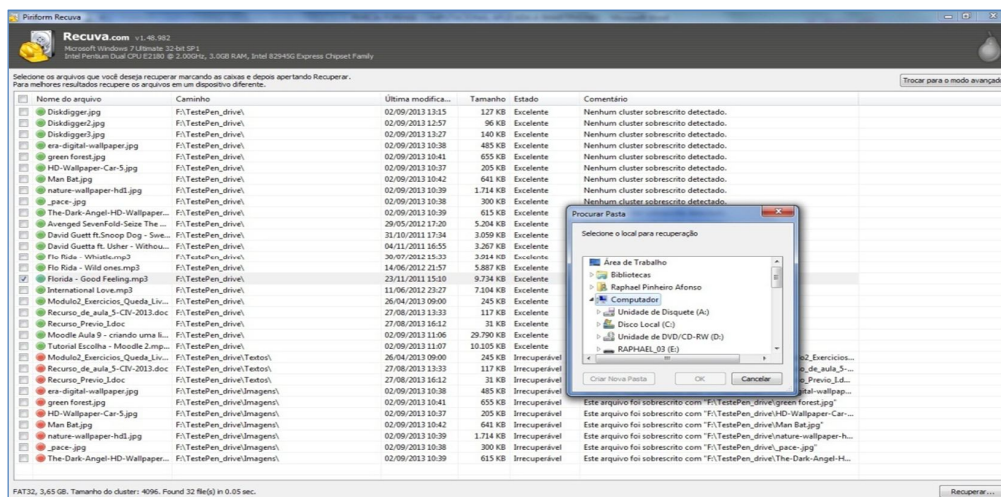 Piriform Recuva
Recuva.com v1.48.982
Microsoft Windows 7 Ultimate 32-bit SP1
Intel Pentium Dual CPU E2180 @ 2.00GHz, 3.0GB RAM, Intel 82945G Express Chipset Family
Selecione os arquivos que você deseja recuperar marcando as caixas e depois apertando Recuperar.
Para melhores resultados recupere os arquivos em um dispositivo diferente.
Trocar para o modo avançado
Nome do arquivo Caminho Última modifica... Tamanho Estado Comentário
Diskdigger.jpg F:\TestePen_drive\ 02/09/2013 13:15 127 KB Excelente Nenhum cluster sobrescrito detectado.
Diskdigger2.jpg F:\TestePen_drive\ 02/09/2013 12:57 96 KB Excelente Nenhum cluster sobrescrito detectado.
Diskdigger3.jpg F:\TestePen_drive\ 02/09/2013 13:27 140 KB Excelente Nenhum cluster sobrescrito detectado.
era-digital-wallpaper.jpg F:\TestePen_drive\ 02/09/2013 10:38 485 KB Excelente Nenhum cluster sobrescrito detectado.
green forest.jpg F:\TestePen_drive\ 02/09/2013 10:41 655 KB Excelente Nenhum cluster sobrescrito detectado.
HD-Wallpaper-Car-5.jpg F:\TestePen_drive\ 02/09/2013 10:37 205 KB Excelente Nenhum cluster sobrescrito detectado.
Man Bat.jpg F:\TestePen_drive\ 02/09/2013 10:42 641 KB Excelente Nenhum cluster sobrescrito detectado.
nature-wallpaper-hd1.jpg F:\TestePen_drive\ 02/09/2013 10:39 1.714 KB Excelente Nenhum cluster sobrescrito detectado.
_pace-.jpg F:\TestePen_drive\ 02/09/2013 10:38 300 KB Excelente Nenhum cluster sobrescrito detectado.
The-Dark-Angel-HD-Wallpaper... F:\TestePen_drive\ 02/09/2013 10:39 615 KB Excelente
Avenged SevenFold-Seize The ... F:\TestePen_drive\ 29/05/2012 17:20 5.204 KB Excelente
David Guett ft.Snoop Dog - Swe... F:\TestePen_drive\ 31/10/2011 17:34 3.059 KB Excelente
David Guetta ft. Usher - Withou... F:\TestePen_drive\ 04/11/2011 16:55 3.267 KB Excelente
Flo Rida - Whistle.mp3 F:\TestePen_drive\ 30/07/2012 15:33 3.914 KB Excelente
Flo Rida - Wild ones.mp3 F:\TestePen_drive\ 14/06/2012 21:57 5.887 KB Excelente
Florida - Good Feeling.mp3 F:\TestePen_drive\ 23/11/2011 15:10 9.734 KB Excelente
International Love.mp3 F:\TestePen_drive\ 11/06/2012 23:27 7.104 KB Excelente
Modulo2_Exercicios_Queda_Liv... F:\TestePen_drive\ 26/04/2013 09:00 245 KB Excelente
Recurso_de_aula_5-CIV-2013.doc F:\TestePen_drive\ 27/08/2013 13:33 117 KB Excelente
Recurso_Previo_I.doc F:\TestePen_drive\ 27/08/2013 16:12 31 KB Excelente
Moodle Aula 9 - criando uma li... F:\TestePen_drive\ 02/09/2013 11:06 29.790 KB Excelente
Tutorial Escolha - Moodle 2.mp... F:\TestePen_drive\ 02/09/2013 11:07 10.105 KB Excelente
Modulo2_Exercicios_Queda_Liv... F:\TestePen_drive\Textos\ 26/04/2013 09:00 245 KB Irrecuperável o2_Exercicios...
Recurso_de_aula_5-CIV-2013.doc F:\TestePen_drive\Textos\ 27/08/2013 13:33 117 KB Irrecuperável o_de_aula_5-...
Recurso_Previo_I.doc F:\TestePen_drive\Textos\ 27/08/2013 16:12 31 KB Irrecuperável o_Previo_I.d...
era-digital-wallpaper.jpg F:\TestePen_drive\Imagens\ 02/09/2013 10:38 485 KB Irrecuperável ital-wallpap...
green forest.jpg F:\TestePen_drive\Imagens\ 02/09/2013 10:41 655 KB Irrecuperável Este arquivo foi sobrescrito com "F:\TestePen_drive\green forest.jpg"
HD-Wallpaper-Car-5.jpg F:\TestePen_drive\Imagens\ 02/09/2013 10:37 205 KB Irrecuperável Este arquivo foi sobrescrito com "F:\TestePen_drive\HD-Wallpaper-Car-...
Man Bat.jpg F:\TestePen_drive\Imagens\ 02/09/2013 10:42 641 KB Irrecuperável Este arquivo foi sobrescrito com "F:\TestePen_drive\Man Bat.jpg"
nature-wallpaper-hd1.jpg F:\TestePen_drive\Imagens\ 02/09/2013 10:39 1.714 KB Irrecuperável Este arquivo foi sobrescrito com "F:\TestePen_drive\nature-wallpaper-h...
_pace-.jpg F:\TestePen_drive\Imagens\ 02/09/2013 10:38 300 KB Irrecuperável Este arquivo foi sobrescrito com "F:\TestePen_drive\_pace-.jpg"
The-Dark-Angel-HD-Wallpaper... F:\TestePen_drive\Imagens\ 02/09/2013 10:39 615 KB Irrecuperável Este arquivo foi sobrescrito com "F:\TestePen_drive\The-Dark-Angel-H...
Procurar Pasta
Selecione o local para recuperação
Área de Trabalho
Bibliotecas
Raphael Pinheiro Afonso
Computador
Unidade de Disquete (A:)
Disco Local (C:)
Unidade de DVD/CD-RW (D:)
RAPHAEL_03 (E:)
Criar Nova Pasta OK Cancelar
FAT32, 3,65 GB. Tamanho do cluster: 4096. Found 32 file(s) in 0.05 sec.
Recuperar...